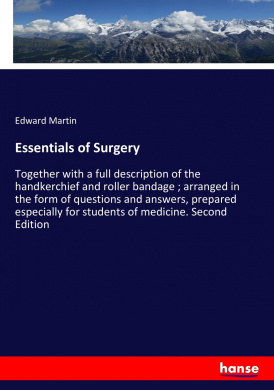 Edward Martin
Essentials of Surgery
Together with a full description of the
handkerchief and roller bandage ; arranged in
the form of questions and answers, prepared
especially for students of medicine. Second
Edition
hanse